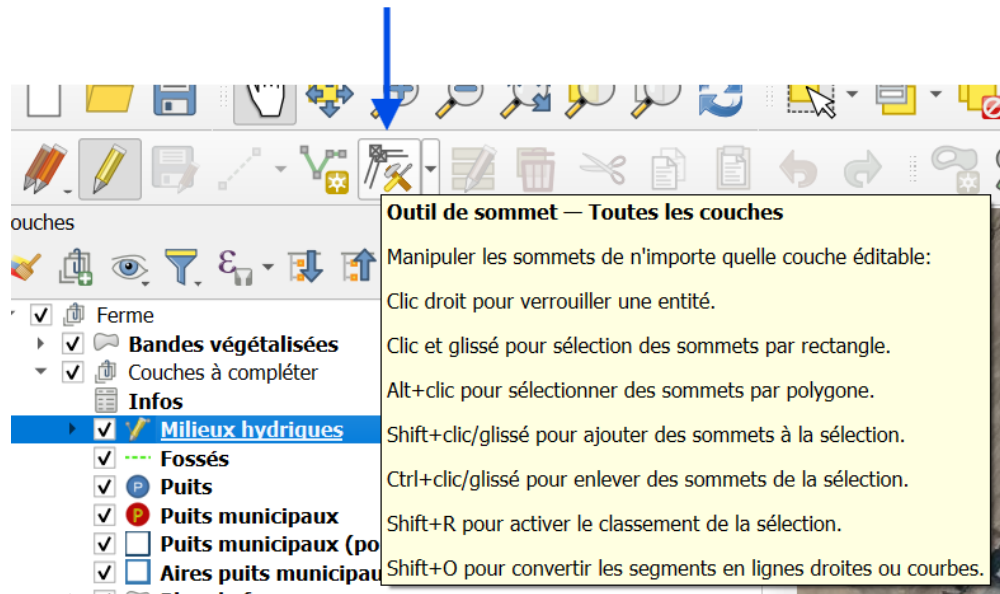 Outil de sommet — Toutes les couches
Manipuler les sommets de n'importe quelle couche éditable:
Clic droit pour verrouiller une entité.
Clic et glissé pour sélection des sommets par rectangle.
Alt+clic pour sélectionner des sommets par polygone.
Shift+clic/glissé pour ajouter des sommets à la sélection.
Ctrl+clic/glissé pour enlever des sommets de la sélection.
Shift+R pour activer le classement de la sélection.
Shift+O pour convertir les segments en lignes droites ou courbes.
ouches
ε
Ferme
Bandes végétalisées
Couches à compléter
Infos
Milieux hydriques
Fossés
P Puits
P Puits municipaux
Puits municipaux (po
Aires puits municipau